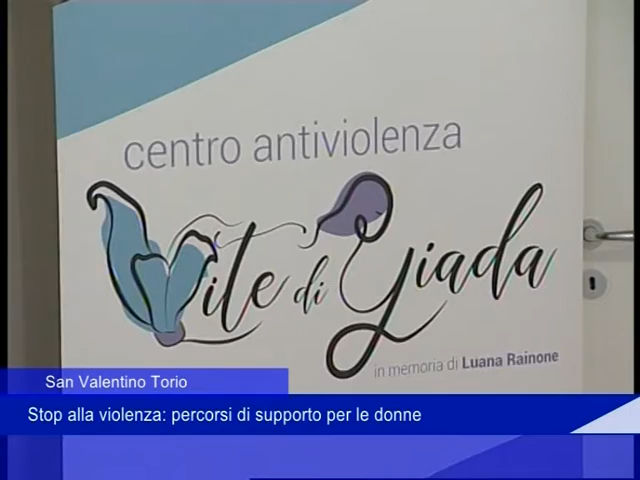 centro antiviolenza
Vite di Giada
in memoria di Luana Rainone
San Valentino Torio
Stop alla violenza: percorsi di supporto per le donne